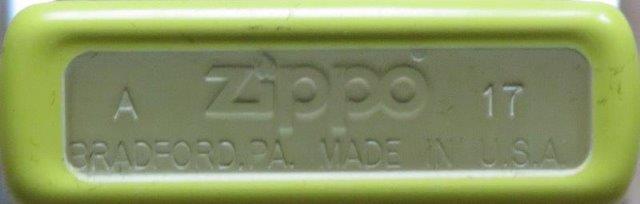 A zippo 17
BRADFORD, PA. MADE IN U.S.A.